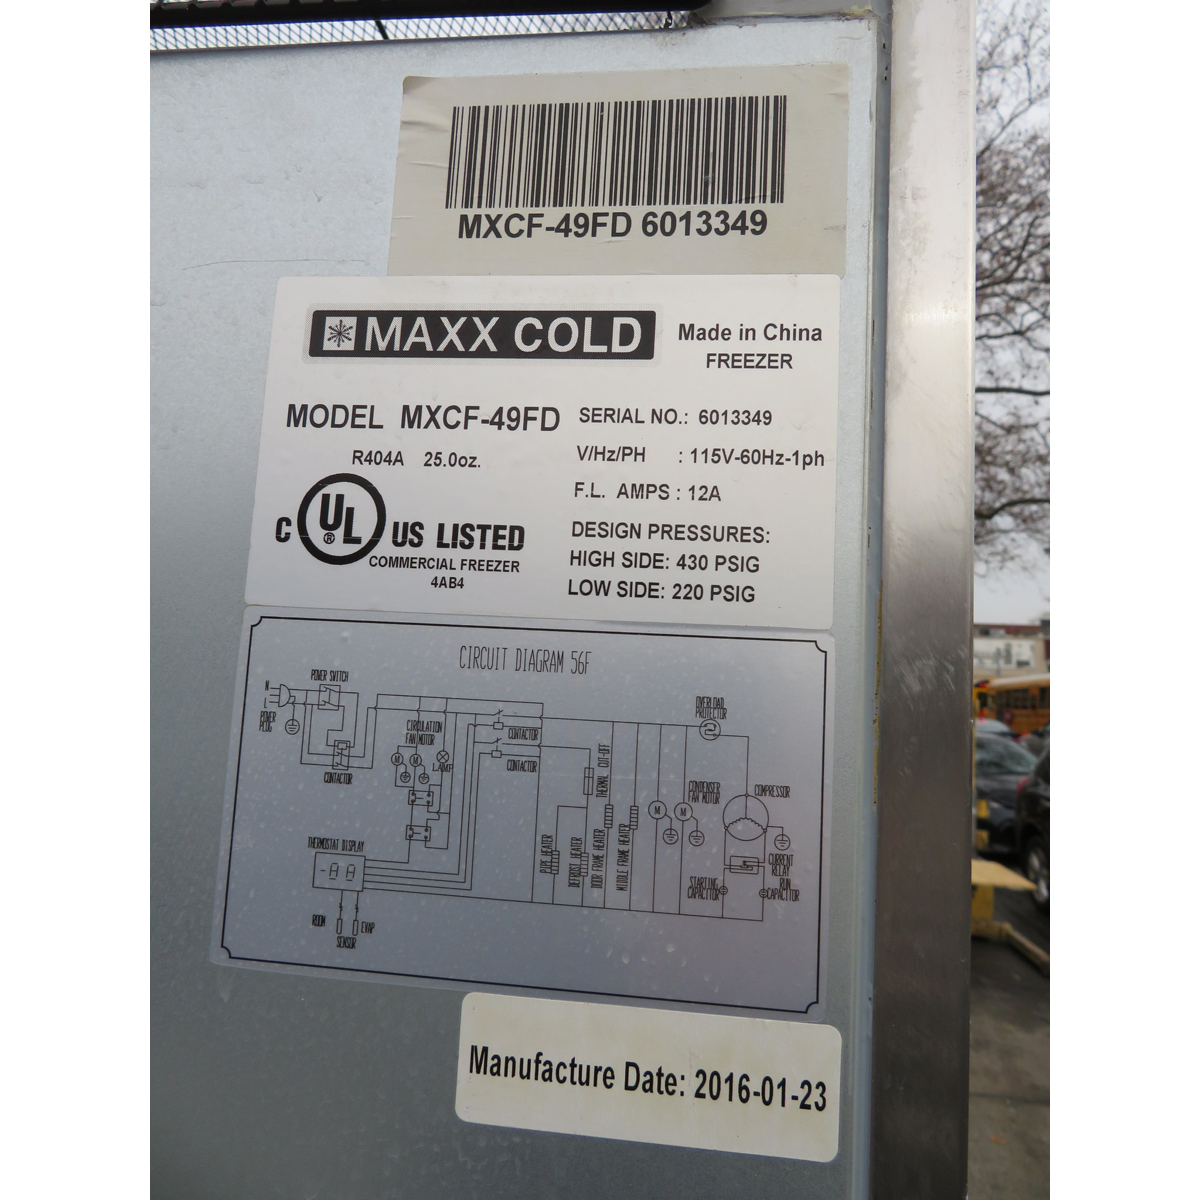 MXCF-49FD 6013349
MAXX COLD
Made in China
FREEZER
MODEL MXCF-49FD
R404A 25.0oz.
SERIAL NO.: 6013349
V/Hz/PH : 115V-60Hz-1ph
F.L. AMPS : 12A
DESIGN PRESSURES:
HIGH SIDE: 430 PSIG
LOW SIDE: 220 PSIG
C UL ® US LISTED
COMMERCIAL FREEZER
4AB4
CIRCUIT DIAGRAM 56F
POWER SWITCH
N
L
POWER
PLUG
CONTACTOR
CIRCULATION
FAN MOTOR
M
M
LAMP
CONTACTOR
CONTACTOR
THERMOSTAT DISPLAY
ROOM
EVAP
SENSOR
PIPE HEATER
DEFROST HEATER
THERMAL CUT-OFF
DOOR FRAME HEATER
MIDDLE FRAME HEATER
M
M
CONDENSER
FAN MOTOR
OVERLOAD
PROTECTOR
COMPRESSOR
CURRENT
RELAY
STARTING
CAPACITOR
RUN
CAPACITOR
Manufacture Date: 2016-01-23